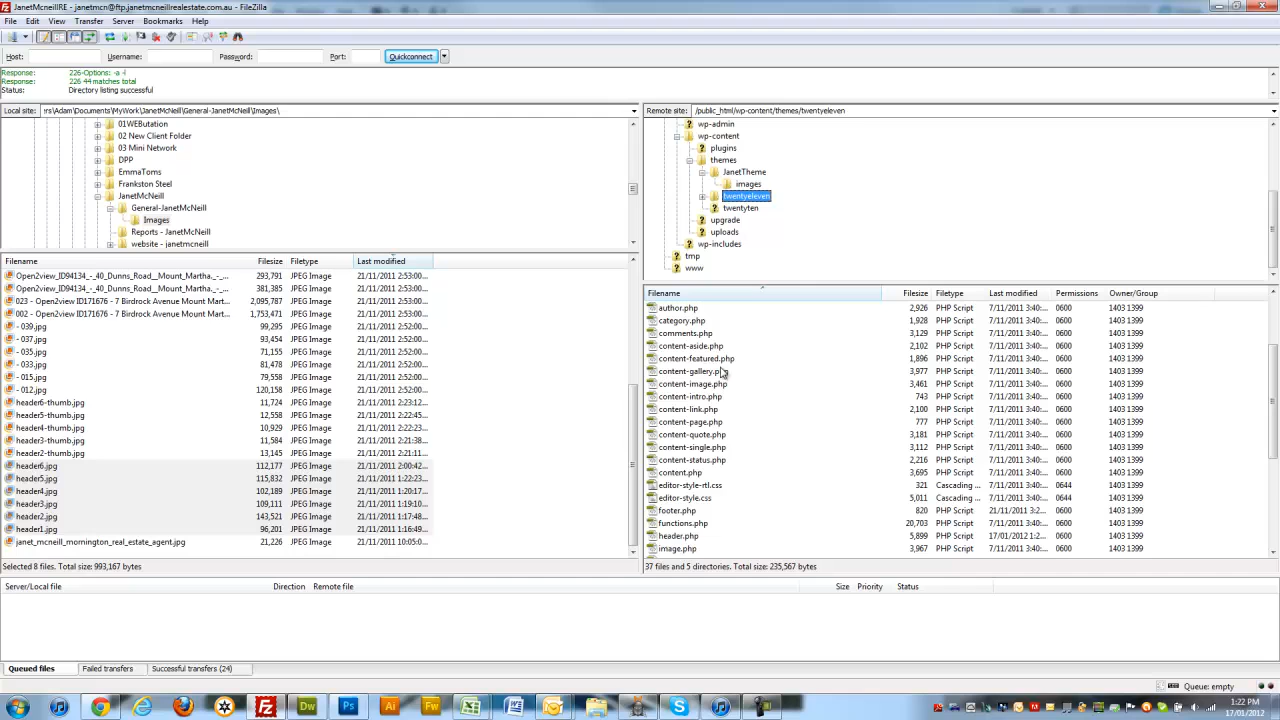 JanetMcneillRE - janetmcn@ftp.janetmcneillrealestate.com.au - FileZilla
File Edit View Transfer Server Bookmarks Help
Host: Username: Password: Port: Quickconnect
Response: 226-Options: -a -l
Response: 226 44 matches total
Status: Directory listing successful
Local site: rs\Adam\Documents\MyWork\JanetMcNeill\General-JanetMcNeill\Images\
01WEButation
02 New Client Folder
03 Mini Network
DPP
EmmaToms
Frankston Steel
JanetMcNeill
General-JanetMcNeill
Images
Reports - JanetMcNeill
website - janetmcneill
Remote site: /public_html/wp-content/themes/twentyeleven
wp-admin
wp-content
plugins
themes
JanetTheme
images
twentyeleven
twentyten
upgrade
uploads
wp-includes
tmp
www
Filename Filesize Filetype Last modified
Open2view_ID94134_-_40_Dunns_Road__Mount_Martha._-_... 293,791 JPEG Image 21/11/2011 2:53:00...
Open2view_ID94134_-_40_Dunns_Road__Mount_Martha._-_... 381,385 JPEG Image 21/11/2011 2:53:00...
023 - Open2view ID171676 - 7 Birdrock Avenue Mount Mart... 2,095,787 JPEG Image 21/11/2011 2:53:00...
002 - Open2view ID171676 - 7 Birdrock Avenue Mount Mart... 1,753,471 JPEG Image 21/11/2011 2:53:00...
- 039.jpg 99,295 JPEG Image 21/11/2011 2:52:00...
- 037.jpg 93,454 JPEG Image 21/11/2011 2:52:00...
- 035.jpg 71,155 JPEG Image 21/11/2011 2:52:00...
- 033.jpg 81,478 JPEG Image 21/11/2011 2:52:00...
- 015.jpg 79,558 JPEG Image 21/11/2011 2:52:00...
- 012.jpg 120,158 JPEG Image 21/11/2011 2:52:00...
header6-thumb.jpg 11,724 JPEG Image 21/11/2011 2:23:12...
header5-thumb.jpg 12,558 JPEG Image 21/11/2011 2:22:45...
header4-thumb.jpg 10,929 JPEG Image 21/11/2011 2:22:23...
header3-thumb.jpg 11,584 JPEG Image 21/11/2011 2:21:38...
header2-thumb.jpg 13,145 JPEG Image 21/11/2011 2:21:11...
header6.jpg 112,177 JPEG Image 21/11/2011 2:00:42...
header5.jpg 115,832 JPEG Image 21/11/2011 1:22:23...
header4.jpg 102,189 JPEG Image 21/11/2011 1:20:17...
header3.jpg 109,111 JPEG Image 21/11/2011 1:19:10...
header2.jpg 143,521 JPEG Image 21/11/2011 1:17:48...
header1.jpg 96,201 JPEG Image 21/11/2011 1:16:49...
janet_mcneill_mornington_real_estate_agent.jpg 21,226 JPEG Image 21/11/2011 10:05:0...
Selected 8 files. Total size: 993,167 bytes
Filename Filesize Filetype Last modified Permissions Owner/Group
author.php 2,926 PHP Script 7/11/2011 3:40:... 0600 1403 1399
category.php 1,928 PHP Script 7/11/2011 3:40:... 0600 1403 1399
comments.php 3,129 PHP Script 7/11/2011 3:40:... 0600 1403 1399
content-aside.php 2,102 PHP Script 7/11/2011 3:40:... 0600 1403 1399
content-featured.php 1,896 PHP Script 7/11/2011 3:40:... 0600 1403 1399
content-gallery.php 3,977 PHP Script 7/11/2011 3:40:... 0600 1403 1399
content-image.php 3,461 PHP Script 7/11/2011 3:40:... 0600 1403 1399
content-intro.php 743 PHP Script 7/11/2011 3:40:... 0600 1403 1399
content-link.php 2,100 PHP Script 7/11/2011 3:40:... 0600 1403 1399
content-page.php 777 PHP Script 7/11/2011 3:40:... 0600 1403 1399
content-quote.php 3,181 PHP Script 7/11/2011 3:40:... 0600 1403 1399
content-single.php 3,112 PHP Script 7/11/2011 3:40:... 0600 1403 1399
content-status.php 2,216 PHP Script 7/11/2011 3:40:... 0600 1403 1399
content.php 3,695 PHP Script 7/11/2011 3:40:... 0600 1403 1399
editor-style-rtl.css 321 Cascading ... 7/11/2011 3:40:... 0644 1403 1399
editor-style.css 5,011 Cascading ... 7/11/2011 3:40:... 0644 1403 1399
footer.php 820 PHP Script 21/11/2011 3:2... 0600 1403 1399
functions.php 20,703 PHP Script 7/11/2011 3:40:... 0600 1403 1399
header.php 5,899 PHP Script 17/01/2012 1:2... 0600 1403 1399
image.php 3,967 PHP Script 7/11/2011 3:40:... 0600 1403 1399
37 files and 5 directories. Total size: 235,567 bytes
Server/Local file Direction Remote file Size Priority Status
Queued files Failed transfers Successful transfers (24)
Queue: empty
1:22 PM
17/01/2012